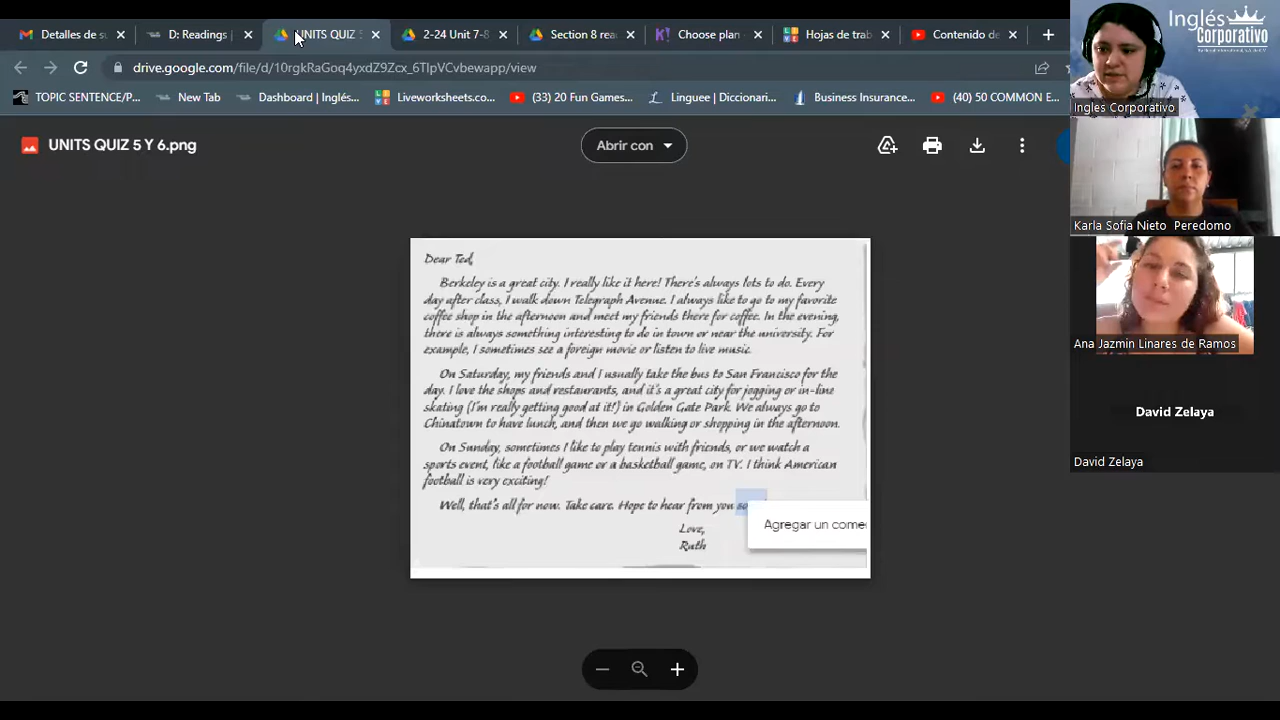 Detalles de su
D: Readings
UNITS QUIZ 5
2-24 Unit 7-8
Section 8 rea
Choose plan
Hojas de trab
Contenido de
drive.google.com/file/d/10rgkRaGoq4yxdZ9Zcx_6TIpVCvbewapp/view
TOPIC SENTENCE/P...
New Tab
Dashboard | Inglés...
Liveworksheets.co...
(33) 20 Fun Games...
Linguee | Diccionari...
Business Insurance...
(40) 50 COMMON E...
UNITS QUIZ 5 Y 6.png
Abrir con
Dear Ted,
Berkeley is a great city. I really like it here! There's always lots to do. Every
day after class, I walk down Telegraph Avenue. I always like to go to my favorite
coffee shop in the afternoon and meet my friends there for coffee. In the evening,
there is always something interesting to do in town or near the university. For
example, I sometimes see a foreign movie or listen to live music.
On Saturday, my friends and I usually take the bus to San Francisco for the
day. I love the shops and restaurants, and it's a great city for jogging or in-line
skating (I'm really getting good at it!) in Golden Gate Park. We always go to
Chinatown to have lunch, and then we go walking or shopping in the afternoon.
On Sunday, sometimes I like to play tennis with friends, or we watch a
sports event, like a football game or a basketball game, on TV. I think American
football is very exciting!
Well, that's all for now. Take care. Hope to hear from you so
Agregar un come
Love,
Ruth
Inglés
Corporativo
Ingles Corporativo
Karla Sofia Nieto Peredomo
Ana Jazmin Linares de Ramos
David Zelaya
David Zelaya